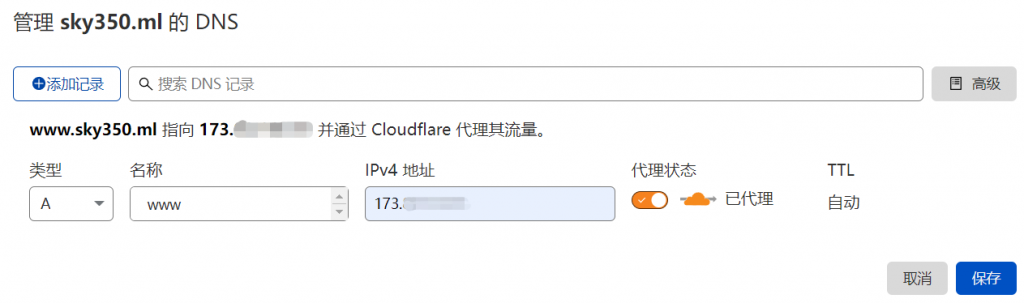 管理 sky350.ml 的 DNS
添加记录 搜索 DNS 记录 高级
www.sky350.ml 指向 173. 并通过 Cloudflare 代理其流量。
类型 名称 IPv4 地址 代理状态 TTL
A www 173. 已代理 自动
取消 保存